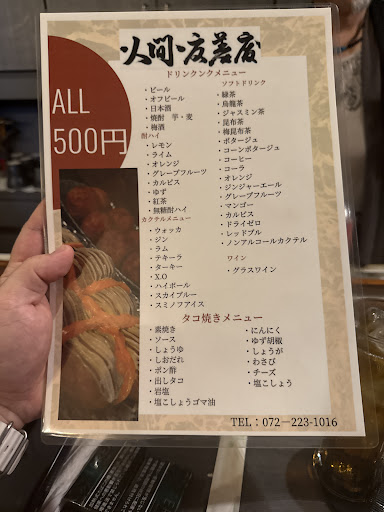 人間・友善度
ALL
500円
ドリンクンクメニュー
・ビール
・オフビール
・日本酒
・焼酎 芋・麦
・梅酒
酎ハイ
・レモン
・ライム
・オレンジ
・グレープフルーツ
・カルピス
・ゆず
・紅茶
・無糖酎ハイ
カクテルメニュー
・ウォッカ
・ジン
・ラム
・テキーラ
・ターキー
・X.O
・ハイボール
・スカイブルー
・スミノフアイス
ソフトドリンク
・緑茶
・烏龍茶
・ジャスミン茶
・昆布茶
・梅昆布茶
・ポタージュ
・コーンポタージュ
・コーヒー
・コーラ
・オレンジ
・ジンジャーエール
・グレープフルーツ
・マンゴー
・カルピス
・ドライゼロ
・レッドブル
・ノンアルコールカクテル
ワイン
・グラスワイン
タコ焼きメニュー
・素焼き
・ソース
・しょうゆ
・しおだれ
・ポン酢
・出しタコ
・岩塩
・塩こしょうゴマ油
・にんにく
・ゆず胡椒
・しょうが
・わさび
・チーズ
・塩こしょう
TEL：072－223-1016